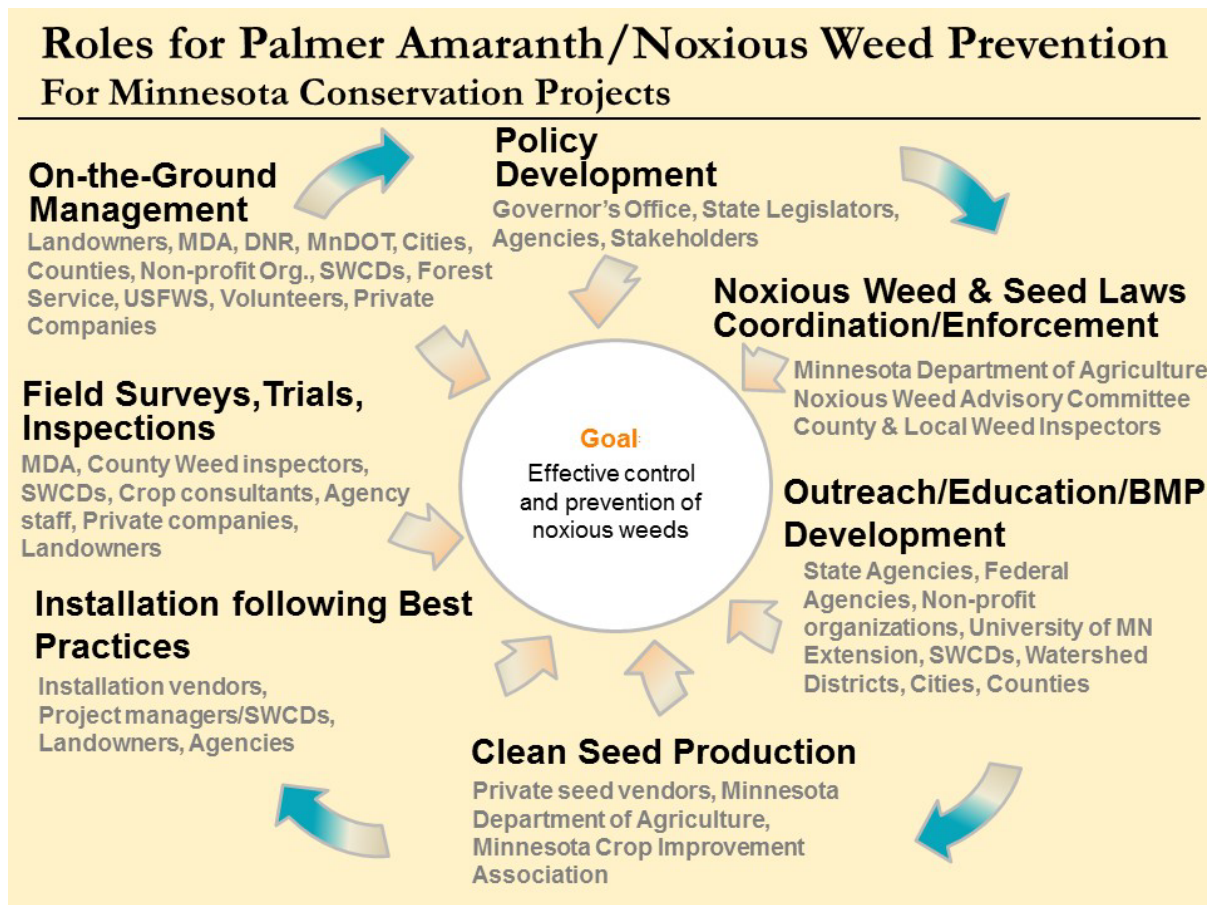 Roles for Palmer Amaranth/Noxious Weed Prevention
For Minnesota Conservation Projects
Policy
Development
Governor's Office, State Legislators,
Agencies, Stakeholders
Noxious Weed & Seed Laws
Coordination/Enforcement
Minnesota Department of Agriculture
Noxious Weed Advisory Committee
County & Local Weed Inspectors
Outreach/Education/BMP
Development
State Agencies, Federal
Agencies, Non-profit
organizations, University of MN
Extension, SWCDs, Watershed
Districts, Cities, Counties
Clean Seed Production
Private seed vendors, Minnesota
Department of Agriculture,
Minnesota Crop Improvement
Association
Installation following Best
Practices
Installation vendors,
Project managers/SWCDs,
Landowners, Agencies
Field Surveys, Trials,
Inspections
MDA, County Weed inspectors,
SWCDs, Crop consultants, Agency
staff, Private companies,
Landowners
On-the-Ground
Management
Landowners, MDA, DNR, MnDOT, Cities,
Counties, Non-profit Org., SWCDs, Forest
Service, USFWS, Volunteers, Private
Companies
Goal:
Effective control
and prevention of
noxious weeds